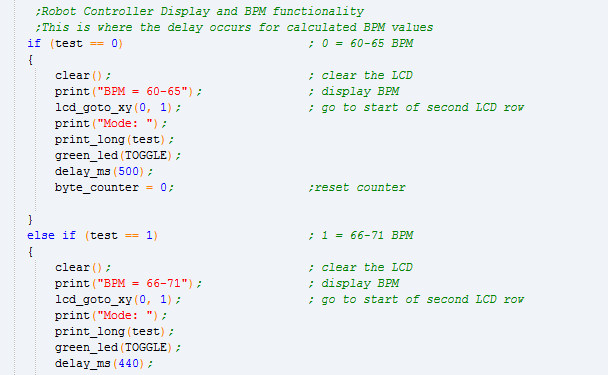 ;Robot Controller Display and BPM functionality
;This is where the delay occurs for calculated BPM values
if (test == 0) ; 0 = 60-65 BPM
{
clear(); ; clear the LCD
print("BPM = 60-65"); ; display BPM
lcd_goto_xy(0, 1); ; go to start of second LCD row
print("Mode: ");
print_long(test);
green_led(TOGGLE);
delay_ms(500);
byte_counter = 0; ;reset counter
}
else if (test == 1) ; 1 = 66-71 BPM
{
clear(); ; clear the LCD
print("BPM = 66-71"); ; display BPM
lcd_goto_xy(0, 1); ; go to start of second LCD row
print("Mode: ");
print_long(test);
green_led(TOGGLE);
delay_ms(440);